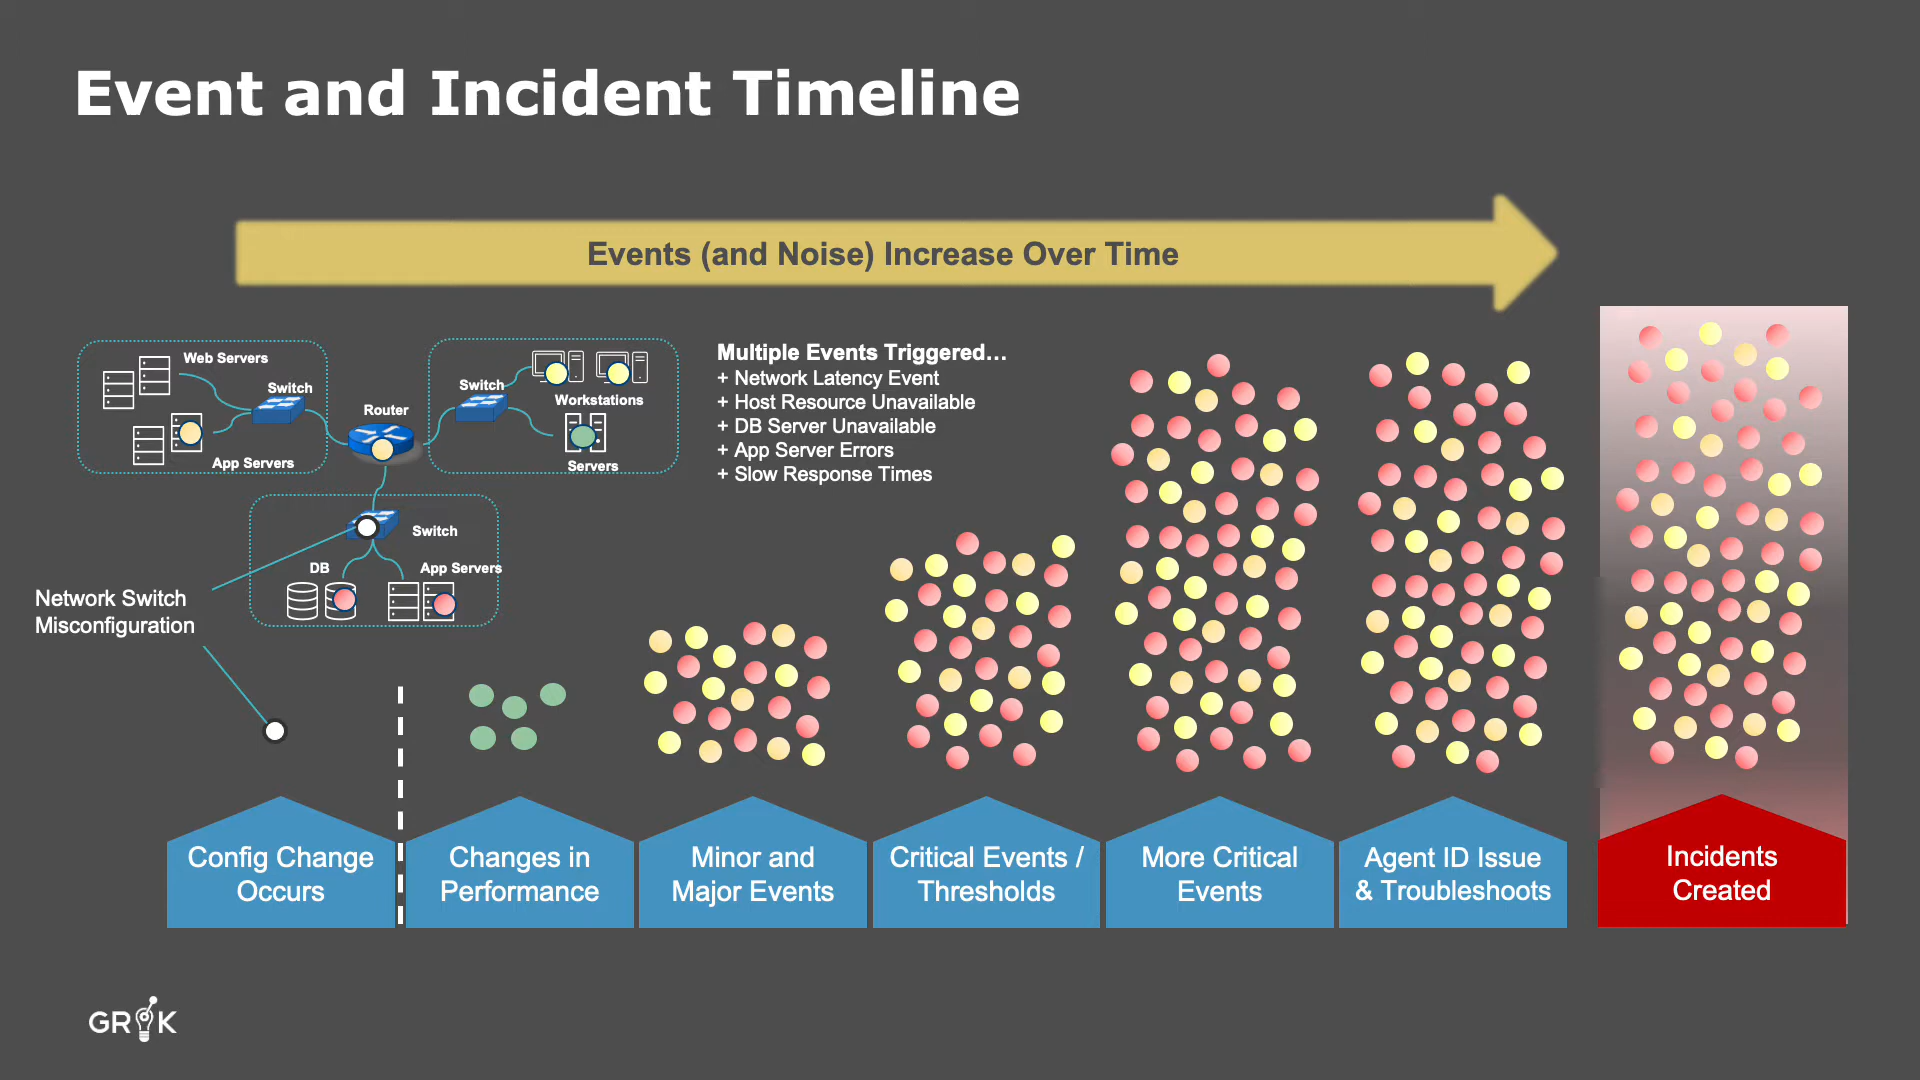 Event and Incident Timeline
Events (and Noise) Increase Over Time
Web Servers
Switch
App Servers
Router
Switch
Workstations
Servers
Switch
DB
App Servers
Network Switch
Misconfiguration
Multiple Events Triggered...
+ Network Latency Event
+ Host Resource Unavailable
+ DB Server Unavailable
+ App Server Errors
+ Slow Response Times
Config Change
Occurs
Changes in
Performance
Minor and
Major Events
Critical Events /
Thresholds
More Critical
Events
Agent ID Issue
& Troubleshoots
Incidents
Created
GROK